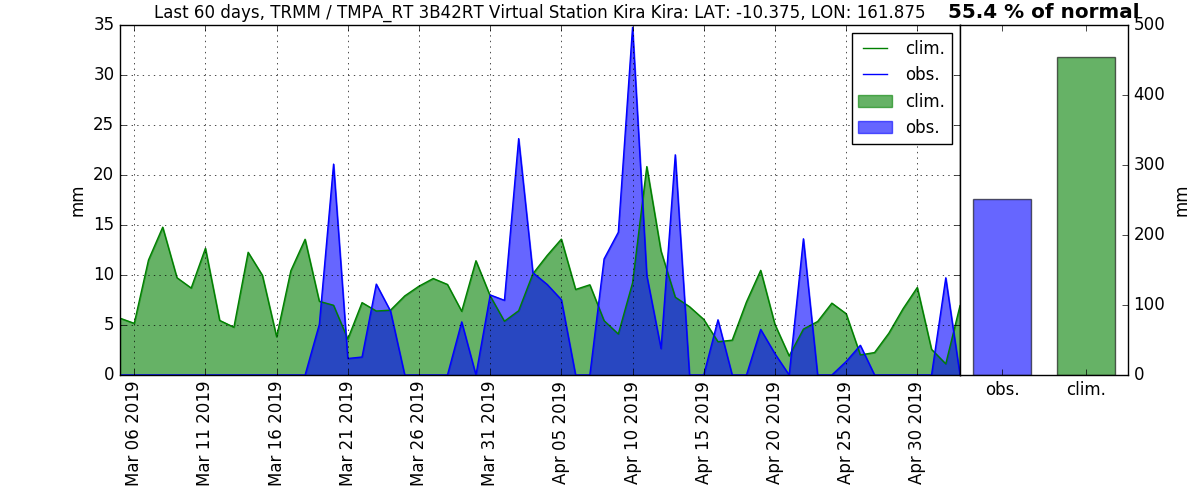 Last 60 days, TRMM / TMPA_RT 3B42RT Virtual Station Kira Kira: LAT: -10.375, LON: 161.875
55.4 % of normal
35
30
25
20
15
10
5
0
mm
clim.
obs.
clim.
obs.
Mar 06 2019
Mar 11 2019
Mar 16 2019
Mar 21 2019
Mar 26 2019
Mar 31 2019
Apr 05 2019
Apr 10 2019
Apr 15 2019
Apr 20 2019
Apr 25 2019
Apr 30 2019
500
400
300
200
100
0
mm
obs.
clim.